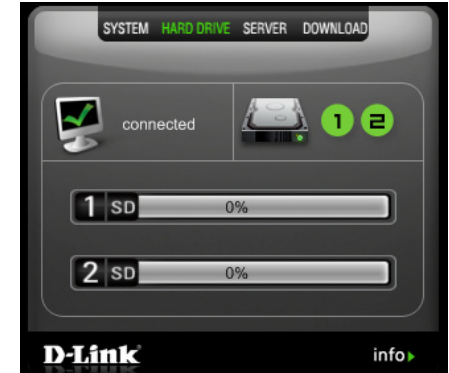 SYSTEM HARD DRIVE SERVER DOWNLOAD
connected 1 2
1 SD 0%
2 SD 0%
D-Link info